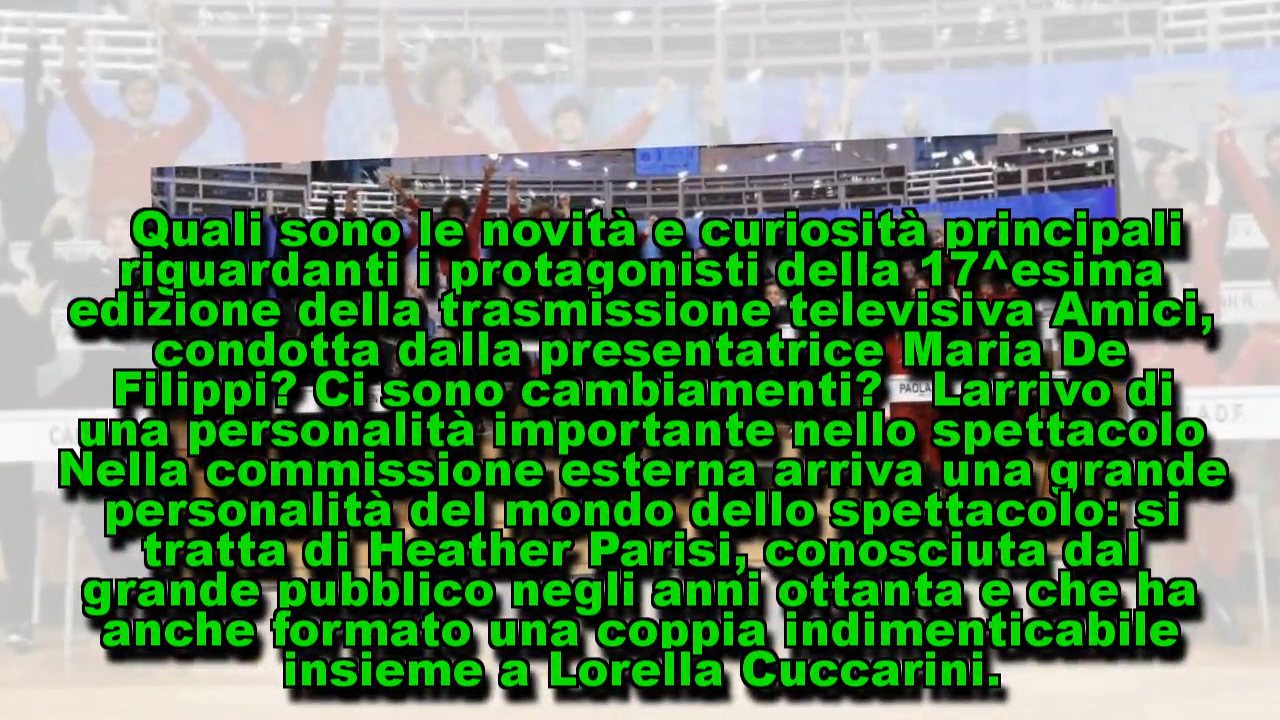 Quali sono le novità e curiosità principali
riguardanti i protagonisti della 17^esima
edizione della trasmissione televisiva Amici,
condotta dalla presentatrice Maria De
Filippi? Ci sono cambiamenti? Larrivo di
una personalità importante nello spettacolo
Nella commissione esterna arriva una grande
personalità del mondo dello spettacolo: si
tratta di Heather Parisi, conosciuta dal
grande pubblico negli anni ottanta e che ha
anche formato una coppia indimenticabile
insieme a Lorella Cuccarini.
PAOLA